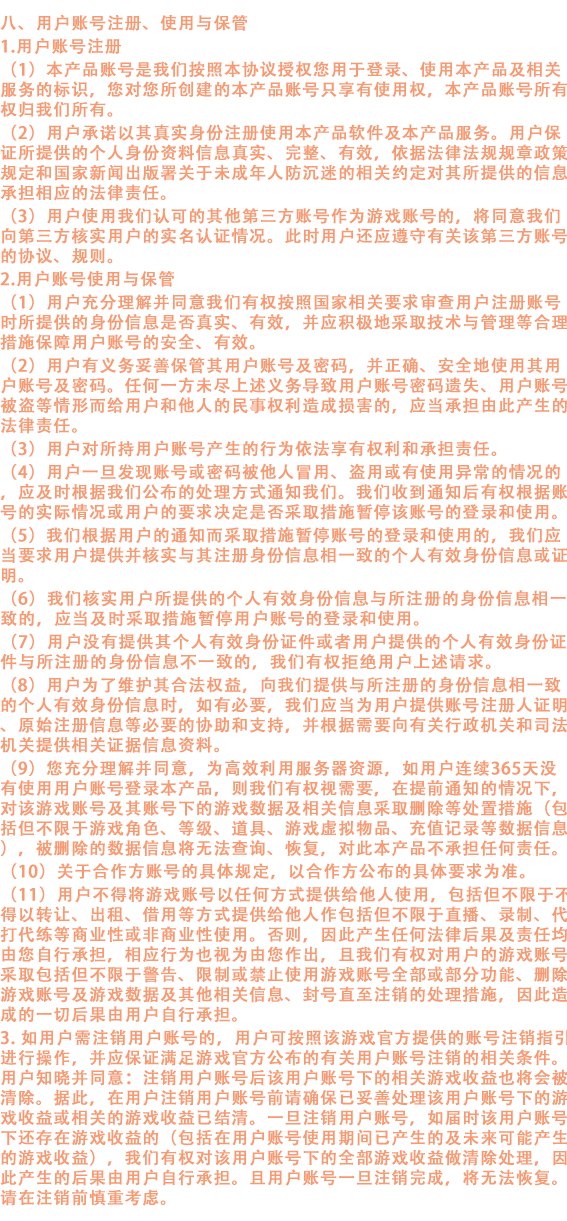 八、用户账号注册、使用与保管
1.用户账号注册
（1）本产品账号是我们按照本协议授权您用于登录、使用本产品及相关
服务的标识，您对您所创建的本产品账号只享有使用权，本产品账号所有
权归我们所有。
（2）用户承诺以其真实身份注册使用本产品软件及本产品服务。用户保
证所提供的个人身份资料信息真实、完整、有效，依据法律法规规章政策
规定和国家新闻出版署关于未成年人防沉迷的相关约定对其所提供的信息
承担相应的法律责任。
（3）用户使用我们认可的其他第三方账号作为游戏账号的，将同意我们
向第三方核实用户的实名认证情况。此时用户还应遵守有关该第三方账号
的协议、规则。
2.用户账号使用与保管
（1）用户充分理解并同意我们有权按照国家相关要求审查用户注册账号
时所提供的身份信息是否真实、有效，并应积极地采取技术与管理等合理
措施保障用户账号的安全、有效。
（2）用户有义务妥善保管其用户账号及密码，并正确、安全地使用其用
户账号及密码。任何一方未尽上述义务导致用户账号密码遗失、用户账号
被盗等情形而给用户和他人的民事权利造成损害的，应当承担由此产生的
法律责任。
（3）用户对所持用户账号产生的行为依法享有权利和承担责任。
（4）用户一旦发现账号或密码被他人冒用、盗用或有使用异常的情况的
，应及时根据我们公布的处理方式通知我们。我们收到通知后有权根据账
号的实际情况或用户的要求决定是否采取措施暂停该账号的登录和使用。
（5）我们根据用户的通知而采取措施暂停账号的登录和使用的，我们应
当要求用户提供并核实与其注册身份信息相一致的个人有效身份信息或证
明。
（6）我们核实用户所提供的个人有效身份信息与所注册的身份信息相一
致的，应当及时采取措施暂停用户账号的登录和使用。
（7）用户没有提供其个人有效身份证件或者用户提供的个人有效身份证
件与所注册的身份信息不一致的，我们有权拒绝用户上述请求。
（8）用户为了维护其合法权益，向我们提供与所注册的身份信息相一致
的个人有效身份信息时，如有必要，我们应当为用户提供账号注册人证明
、原始注册信息等必要的协助和支持，并根据需要向有关行政机关和司法
机关提供相关证据信息资料。
（9）您充分理解并同意，为高效利用服务器资源，如用户连续365天没
有使用用户账号登录本产品，则我们有权视需要，在提前通知的情况下，
对该游戏账号及其账号下的游戏数据及相关信息采取删除等处置措施（包
括但不限于游戏角色、等级、道具、游戏虚拟物品、充值记录等数据信息
），被删除的数据信息将无法查询、恢复，对此本产品不承担任何责任。
（10）关于合作方账号的具体规定，以合作方公布的具体要求为准。
（11）用户不得将游戏账号以任何方式提供给他人使用，包括但不限于不
得以转让、出租、借用等方式提供给他人作包括但不限于直播、录制、代
打代练等商业性或非商业性使用。否则，因此产生任何法律后果及责任均
由您自行承担，相应行为也视为由您作出，且我们有权对用户的游戏账号
采取包括但不限于警告、限制或禁止使用游戏账号全部或部分功能、删除
游戏账号及游戏数据及其他相关信息、封号直至注销的处理措施，因此造
成的一切后果由用户自行承担。
3. 如用户需注销用户账号的，用户可按照该游戏官方提供的账号注销指引
进行操作，并应保证满足游戏官方公布的有关用户账号注销的相关条件。
用户知晓并同意：注销用户账号后该用户账号下的相关游戏收益也将会被
清除。据此，在用户注销用户账号前请确保已妥善处理该用户账号下的游
戏收益或相关的游戏收益已结清。一旦注销用户账号，如届时该用户账号
下还存在游戏收益的（包括在用户账号使用期间已产生的及未来可能产生
的游戏收益），我们有权对该用户账号下的全部游戏收益做清除处理，因
此产生的后果由用户自行承担。且用户账号一旦注销完成，将无法恢复。
请在注销前慎重考虑。